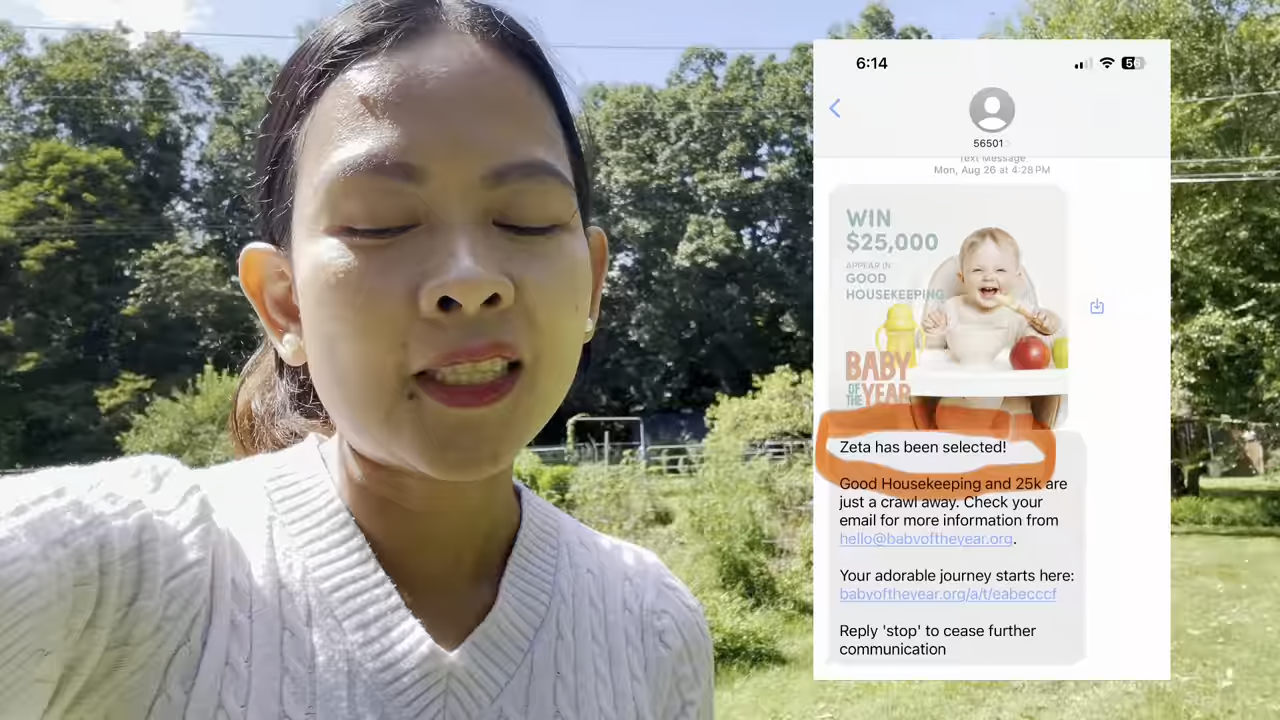 6:14
56501
Text Message
Mon, Aug 26 at 4:28 PM
WIN
$25,000
APPEAR IN
GOOD
HOUSEKEEPING
BABY
OF THE
YEAR
Zeta has been selected!
Good Housekeeping and 25k are
just a crawl away. Check your
email for more information from
hello@babyoftheyear.org.
Your adorable journey starts here:
babyoftheyear.org/a/t/eabecccf
Reply 'stop' to cease further
communication